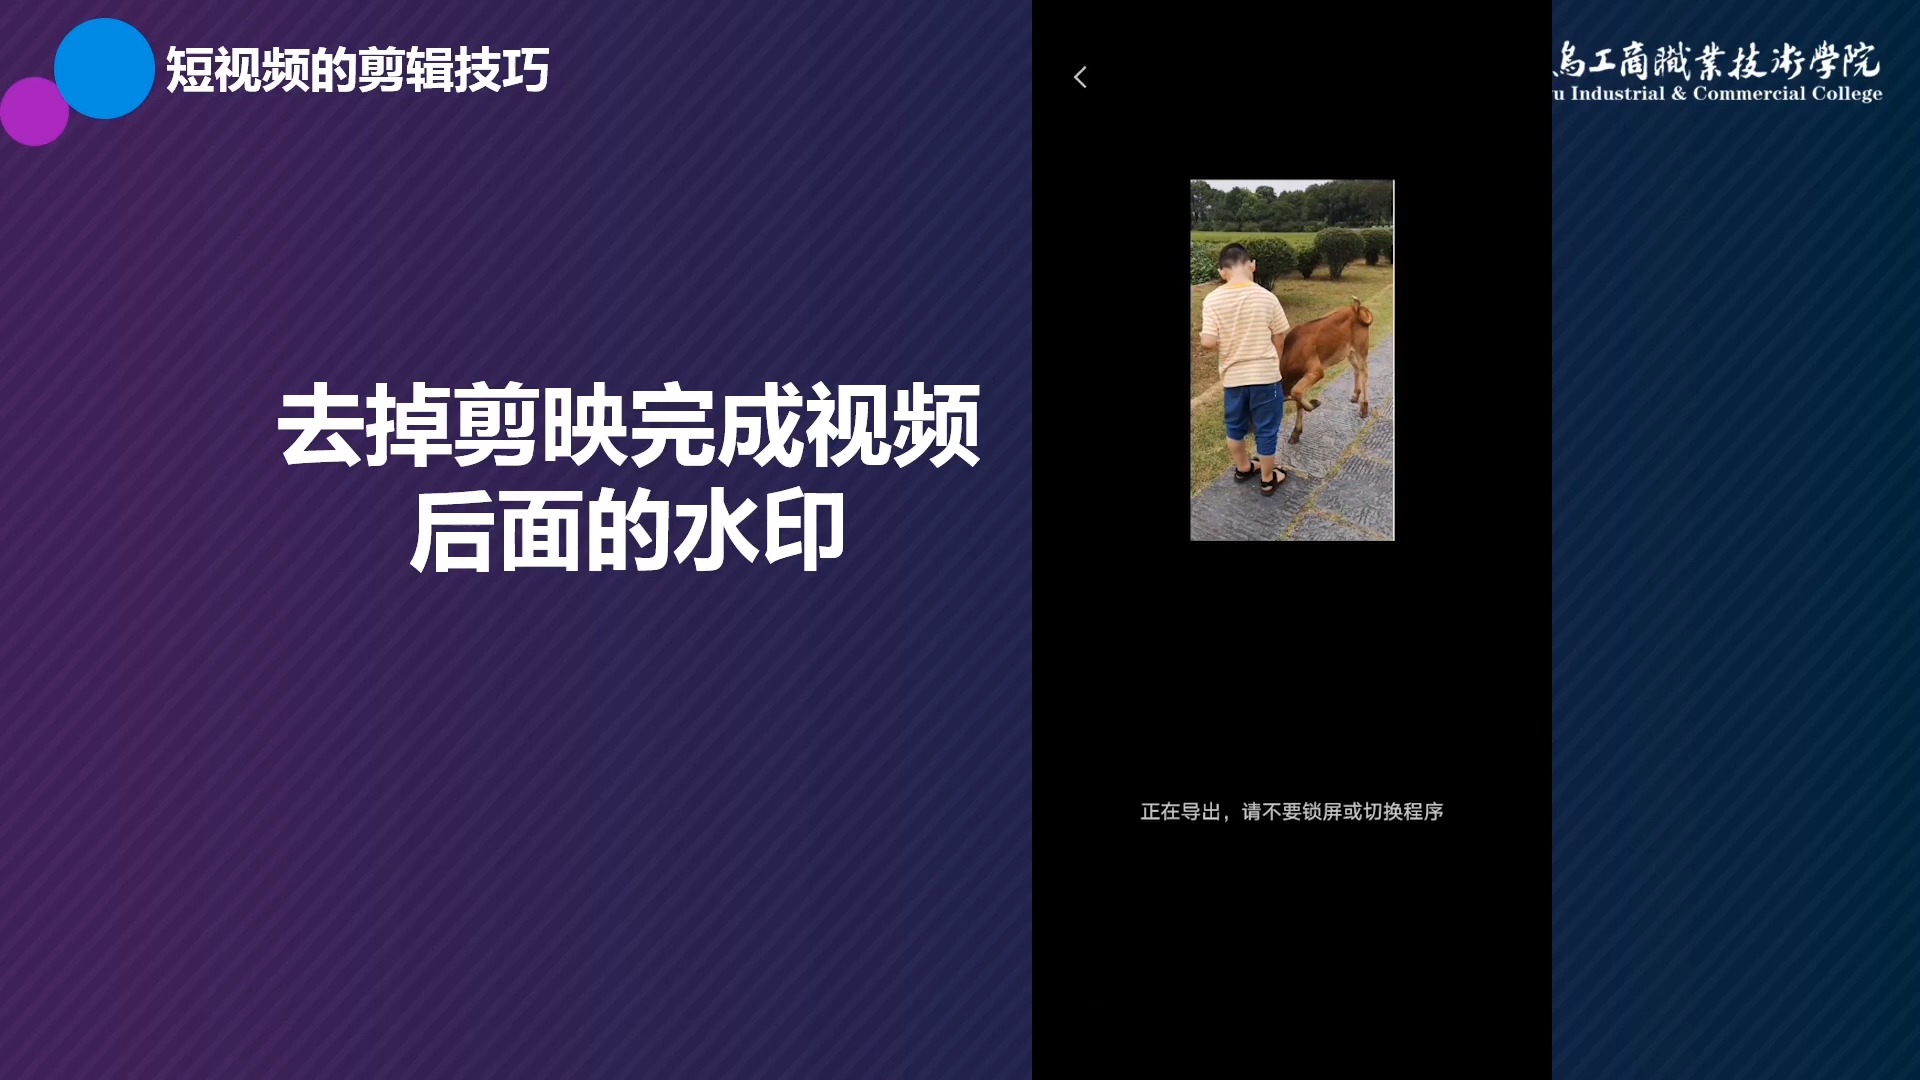 短视频的剪辑技巧
烏工商職業技術學院
u Industrial & Commercial College
去掉剪映完成视频
后面的水印
正在导出，请不要锁屏或切换程序